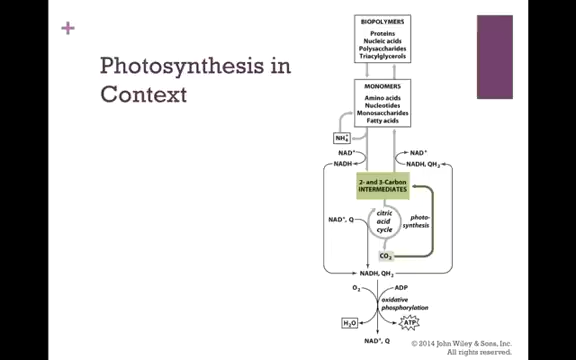 +
Photosynthesis in
Context
BIOPOLYMERS
Proteins
Nucleic acids
Polysaccharides
Triacylglycerols
MONOMERS
Amino acids
Nucleotides
Monosaccharides
Fatty acids
NH₄⁺
NAD⁺
NADH
NAD⁺
NADH, QH₂
2- and 3-Carbon
INTERMEDIATES
NAD⁺, Q
citric
acid
cycle
photo-
synthesis
CO₂
NADH, QH₂
O₂
ADP
oxidative
phosphorylation
H₂O
ATP
NAD⁺, Q
© 2014 John Wiley & Sons, Inc.
All rights reserved.